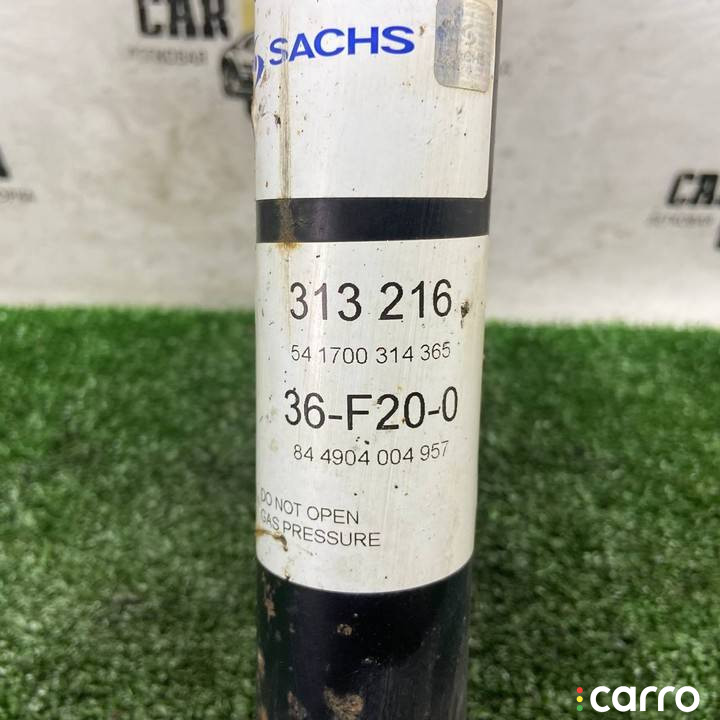 CAR
РАЗБОРКА
SACHS
313 216
54 1700 314 365
36-F20-0
84 4904 004 957
DO NOT OPEN
GAS PRESSURE
carro